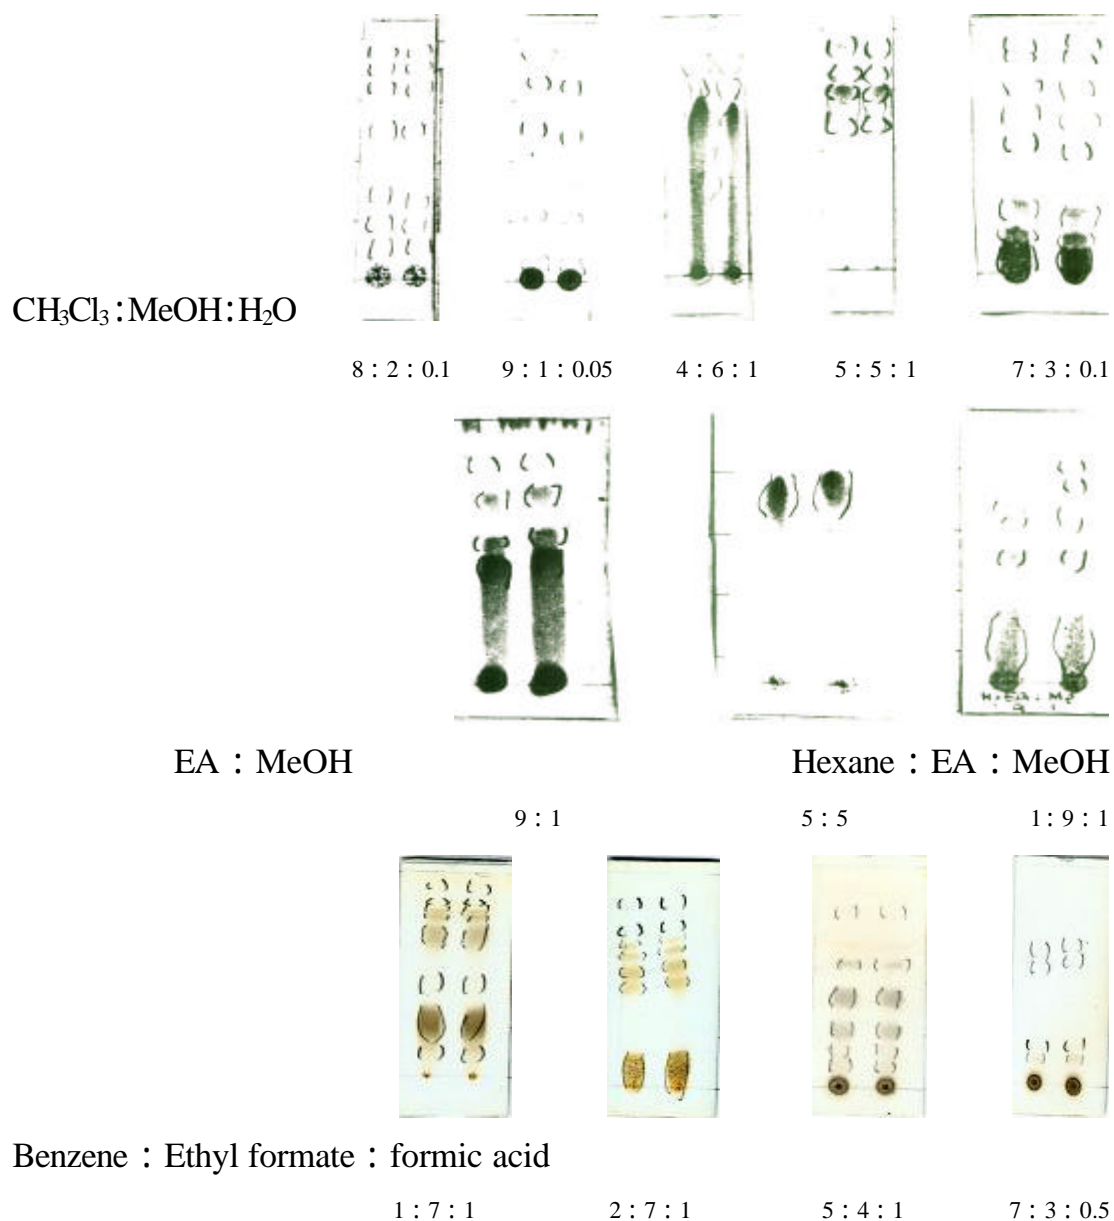 CH₃Cl₃ : MeOH : H₂O
8 : 2 : 0.1 9 : 1 : 0.05 4 : 6 : 1 5 : 5 : 1 7 : 3 : 0.1
EA : MeOH Hexane : EA : MeOH
9 : 1 5 : 5 1 : 9 : 1
Benzene : Ethyl formate : formic acid
1 : 7 : 1 2 : 7 : 1 5 : 4 : 1 7 : 3 : 0.5